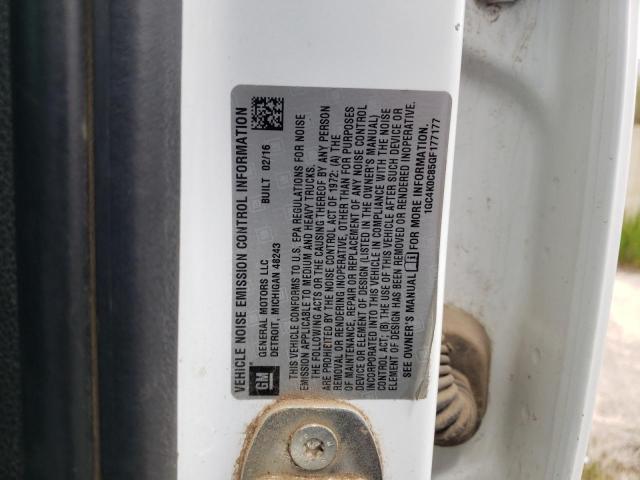 VEHICLE NOISE EMISSION CONTROL INFORMATION
GM
GENERAL MOTORS LLC
DETROIT, MICHIGAN 48243
BUILT 02/16
THIS VEHICLE CONFORMS TO U.S. EPA REGULATIONS FOR NOISE
EMISSION APPLICABLE TO MEDIUM AND HEAVY TRUCKS.
THE FOLLOWING ACTS OR THE CAUSING THEREOF BY ANY PERSON
ARE PROHIBITED BY THE NOISE CONTROL ACT OF 1972: (A) THE
REMOVAL OR RENDERING INOPERATIVE, OTHER THAN FOR PURPOSES
OF MAINTENANCE, REPAIR OR REPLACEMENT OF ANY NOISE CONTROL
DEVICE OR ELEMENT OF DESIGN (LISTED IN THE OWNER'S MANUAL)
INCORPORATED INTO THIS VEHICLE IN COMPLIANCE WITH THE NOISE
CONTROL ACT; (B) THE USE OF THIS VEHICLE AFTER SUCH DEVICE OR
ELEMENT OF DESIGN HAS BEEN REMOVED OR RENDERED INOPERATIVE.
SEE OWNER'S MANUAL FOR MORE INFORMATION.
1GC4K0C85GF177177